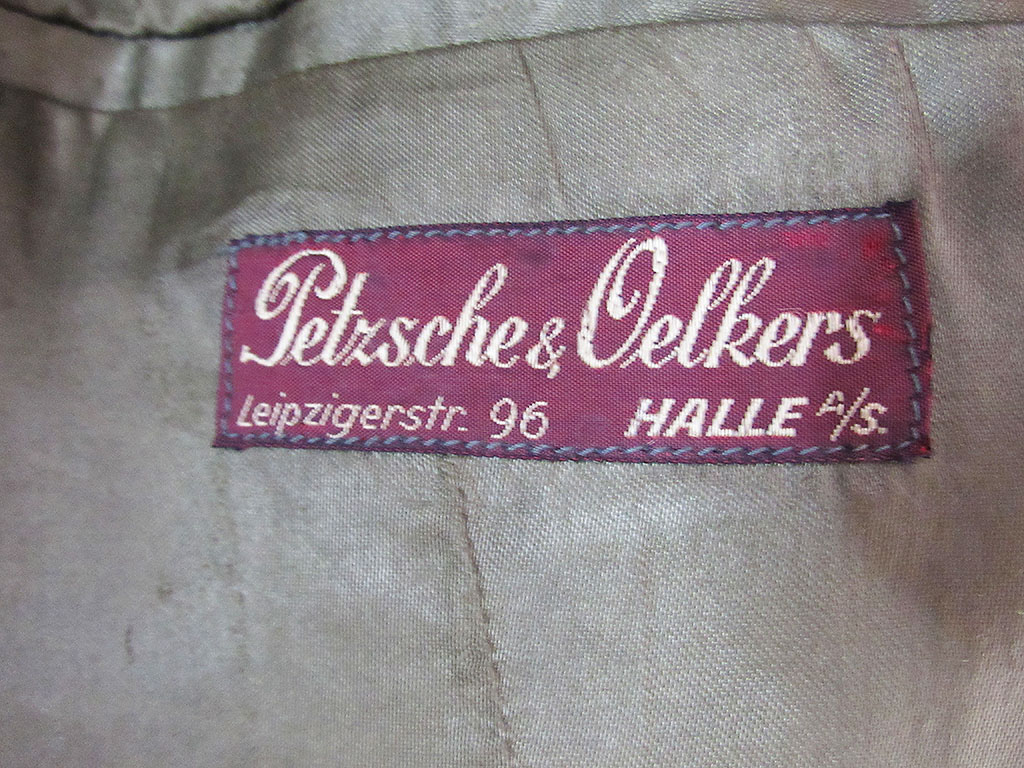 Petzsche & Oelkers
Leipzigerstr. 96 HALLE A/S.